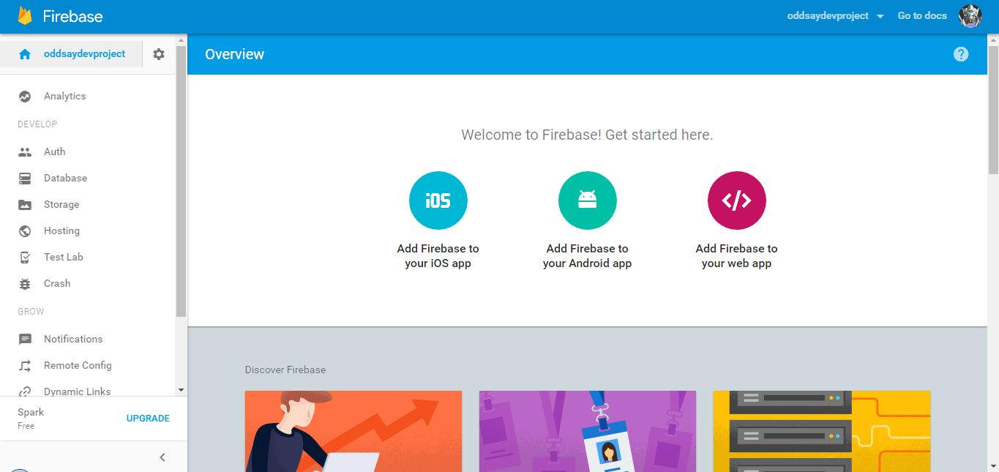 Firebase
oddsaydevproject
Go to docs
oddsaydevproject
Overview
?
Analytics
DEVELOP
Auth
Database
Storage
Hosting
Test Lab
Crash
GROW
Notifications
Remote Config
Dynamic Links
Spark
Free
UPGRADE
Welcome to Firebase! Get started here.
iOS
</>
Add Firebase to
your iOS app
Add Firebase to
your Android app
Add Firebase to
your web app
Discover Firebase